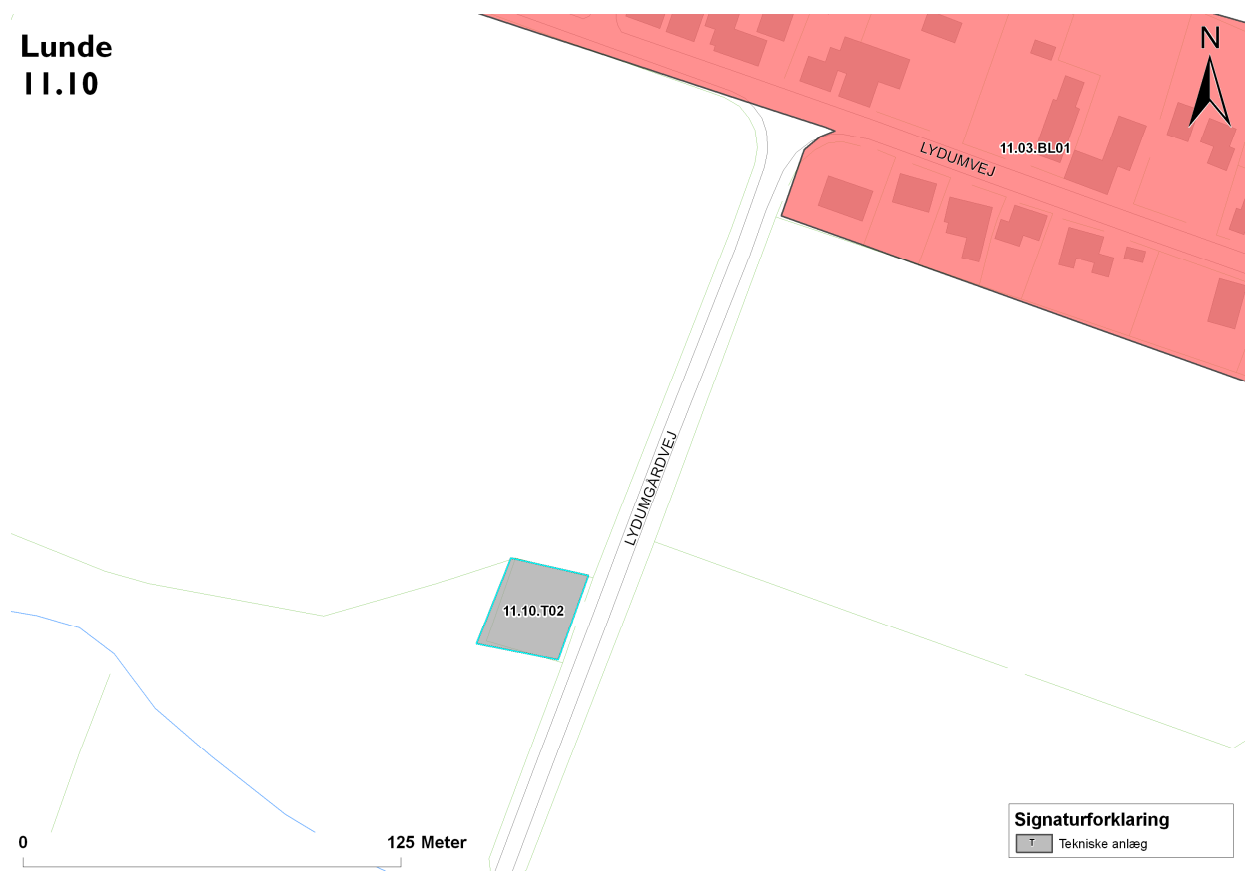 Lunde
11.10
N
11.03.BL01
LYDUMVEJ
LYDUMGÅRDVEJ
11.10.T02
0
125 Meter
Signaturforklaring
T
Tekniske anlæg